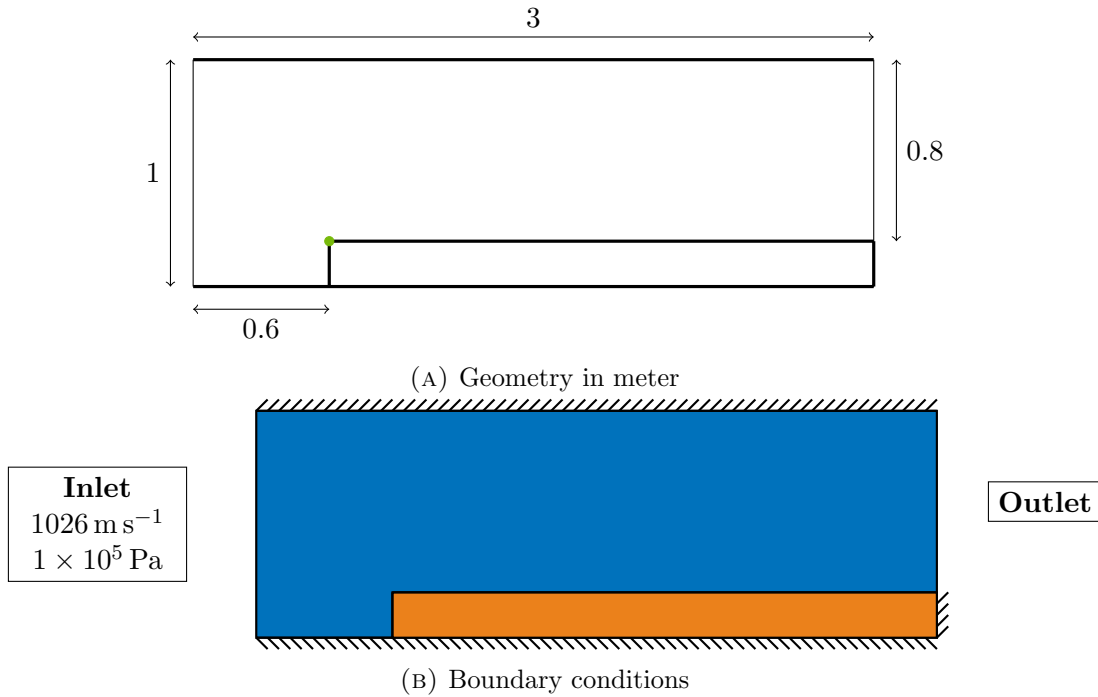 3
1
0.8
0.6
(A) Geometry in meter
Inlet
1026 m s⁻¹
1 × 10⁵ Pa
Outlet
(B) Boundary conditions